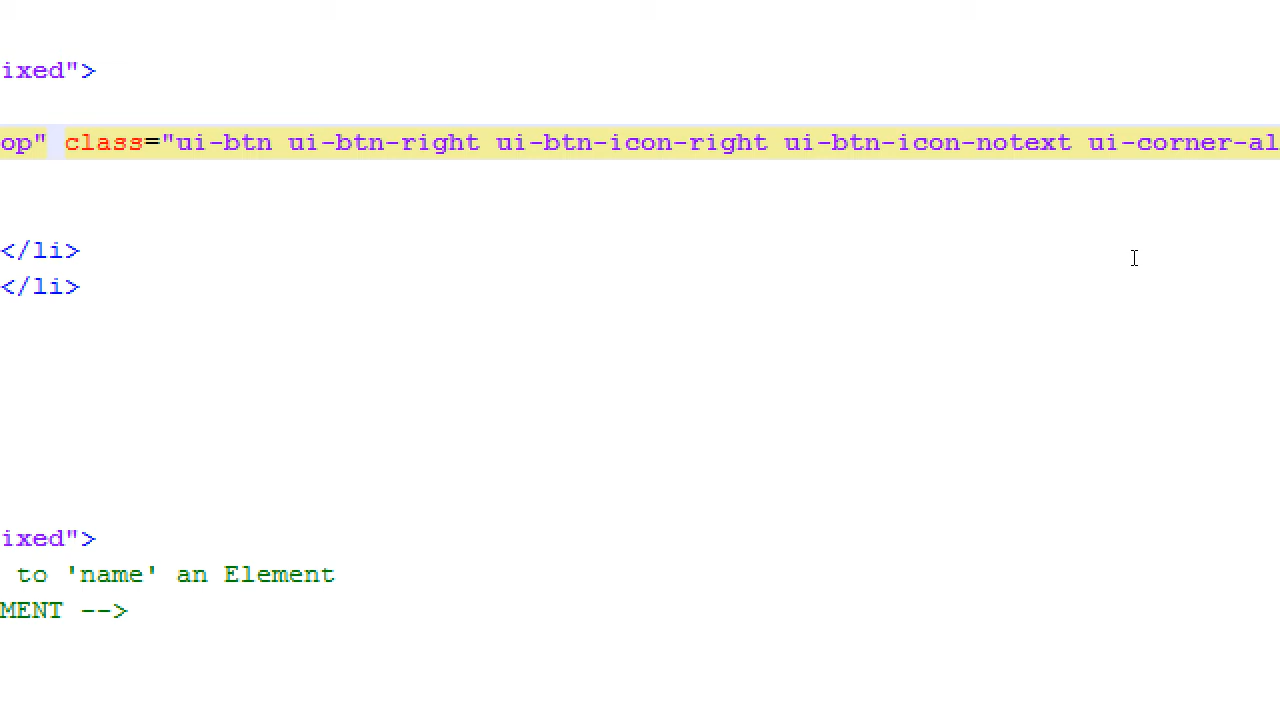 ixed">
op" class="ui-btn ui-btn-right ui-btn-icon-right ui-btn-icon-notext ui-corner-al
</li>
</li>
ixed">
to 'name' an Element
MENT -->